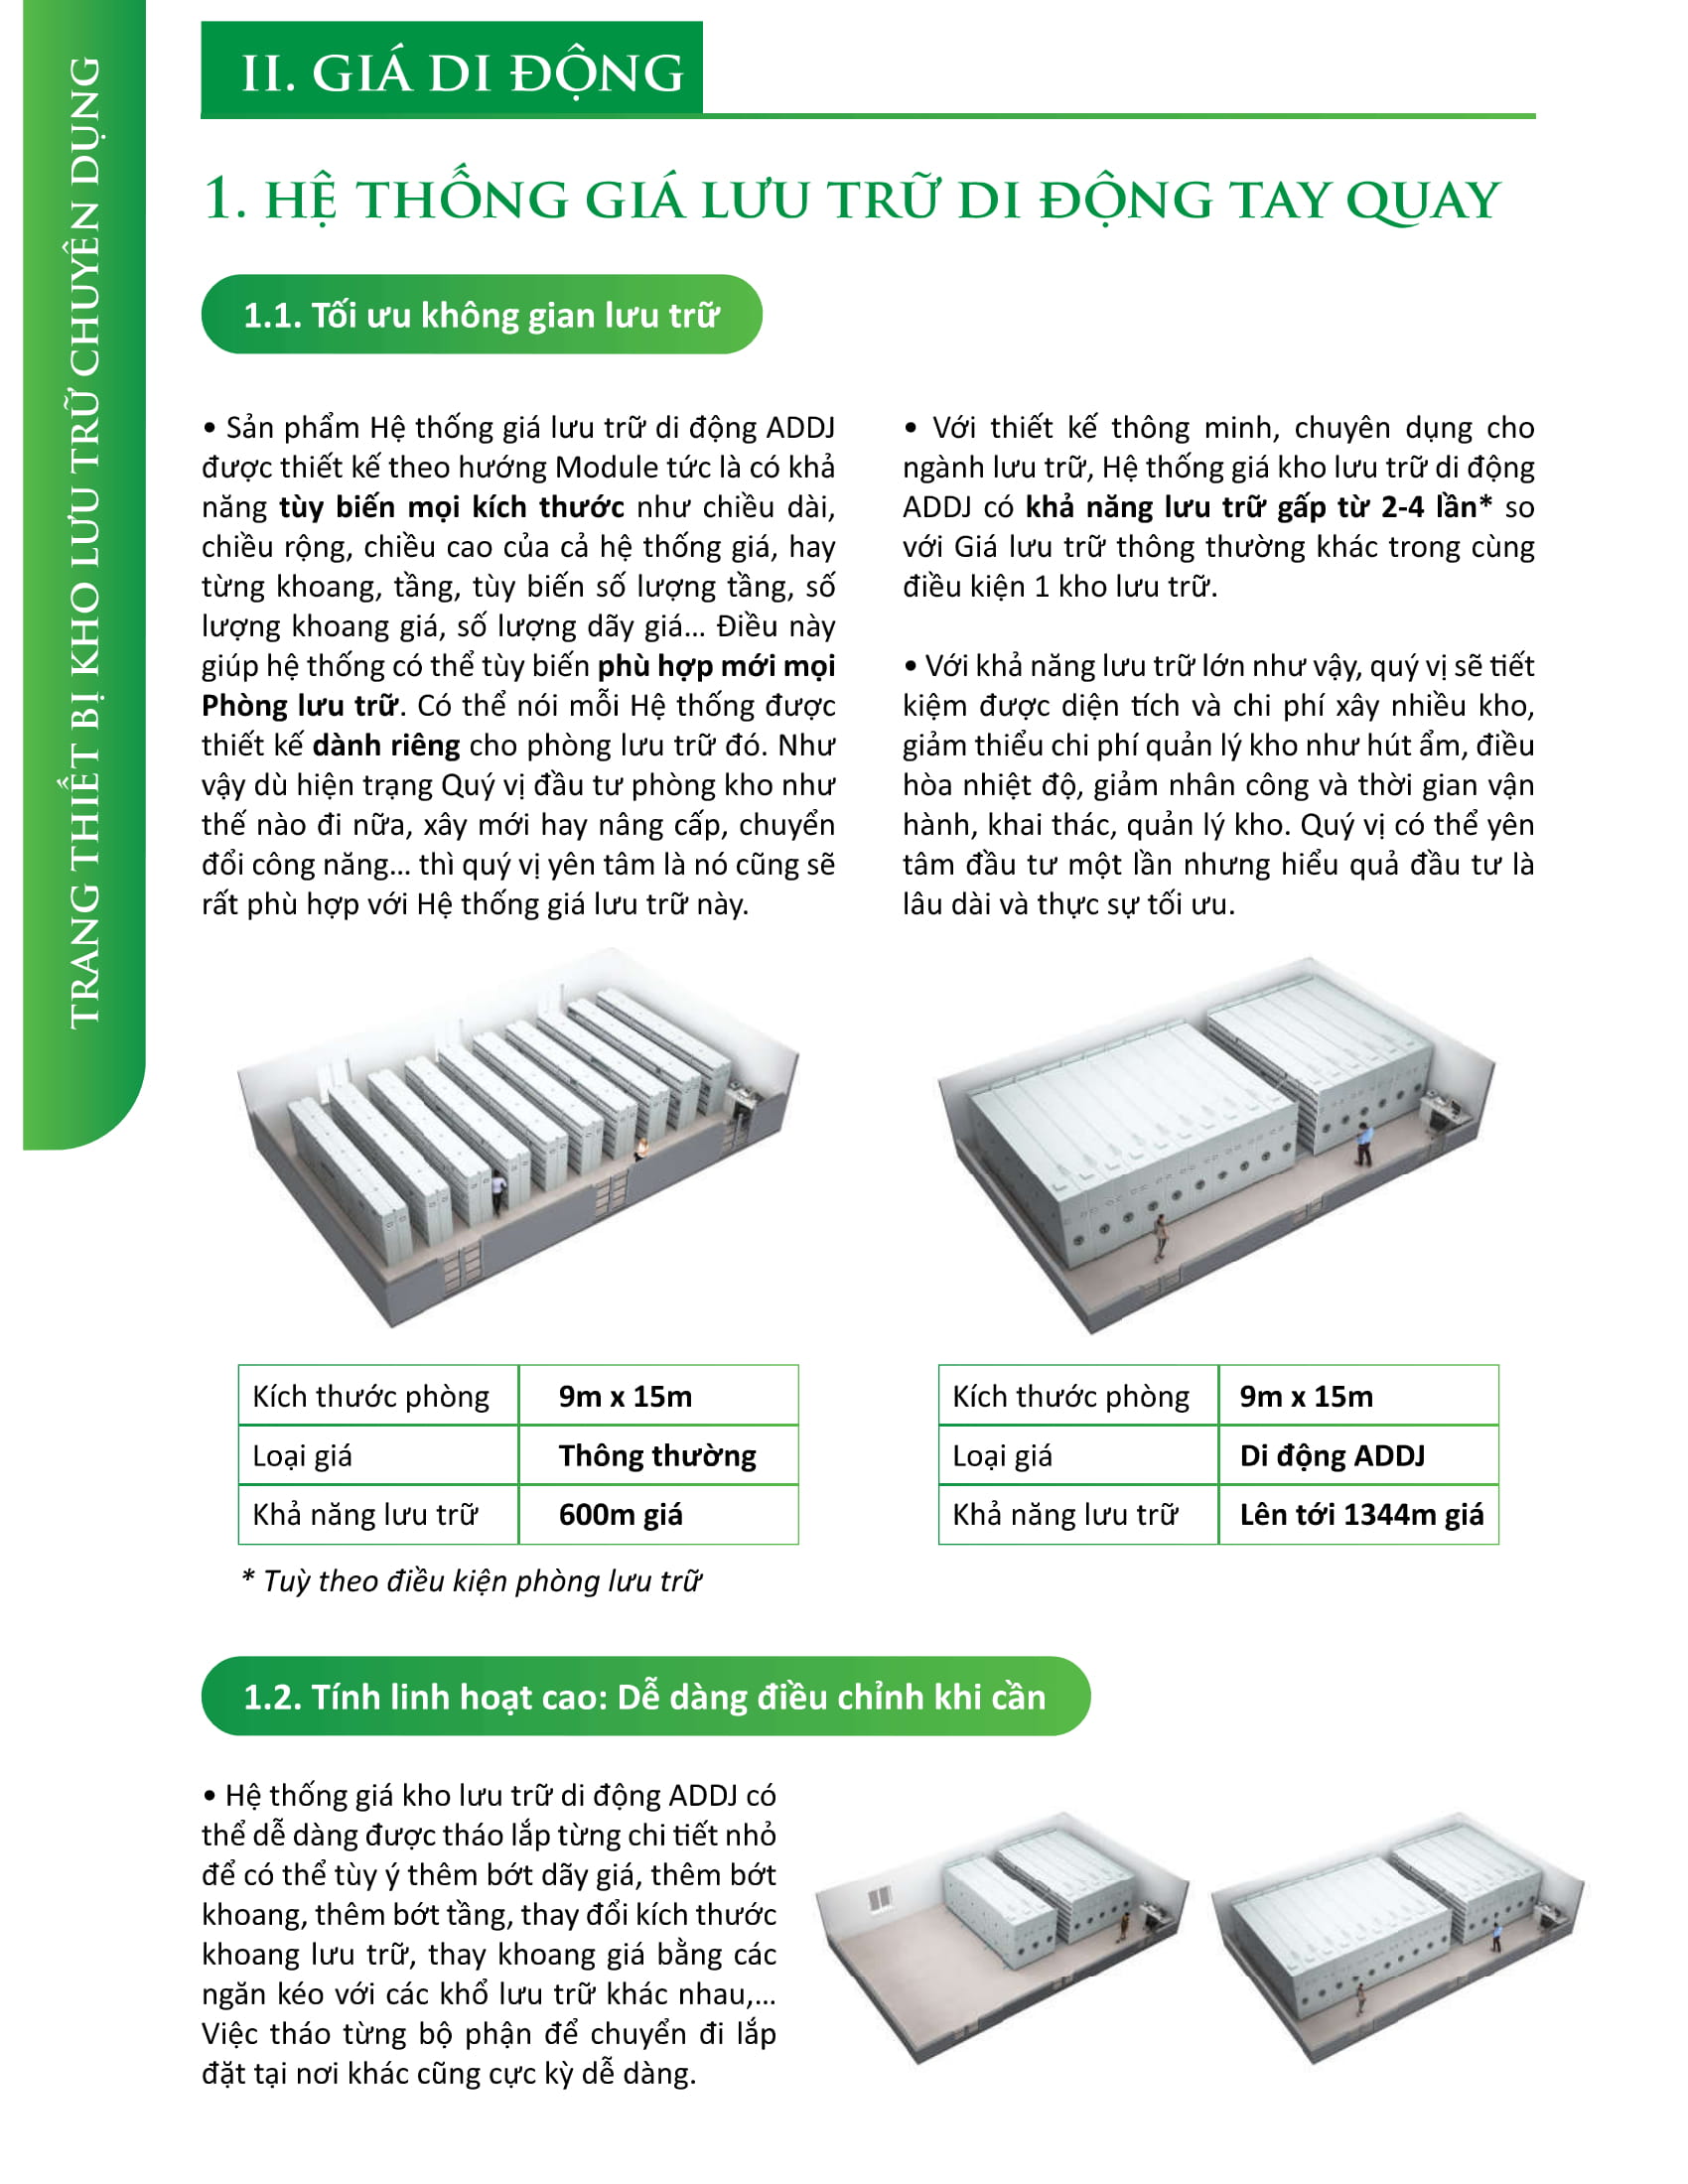 TRANG THIẾT BỊ KHO LƯU TRỮ CHUYÊN DỤNG
II. GIÁ DI ĐỘNG
1. HỆ THỐNG GIÁ LƯU TRỮ DI ĐỘNG TAY QUAY
1.1. Tối ưu không gian lưu trữ
• Sản phẩm Hệ thống giá lưu trữ di động ADDJ
được thiết kế theo hướng Module tức là có khả
năng tùy biến mọi kích thước như chiều dài,
chiều rộng, chiều cao của cả hệ thống giá, hay
từng khoang, tầng, tùy biến số lượng tầng, số
lượng khoang giá, số lượng dãy giá... Điều này
giúp hệ thống có thể tùy biến phù hợp mới mọi
Phòng lưu trữ. Có thể nói mỗi Hệ thống được
thiết kế dành riêng cho phòng lưu trữ đó. Như
vậy dù hiện trạng Quý vị đầu tư phòng kho như
thế nào đi nữa, xây mới hay nâng cấp, chuyển
đổi công năng... thì quý vị yên tâm là nó cũng sẽ
rất phù hợp với Hệ thống giá lưu trữ này.
• Với thiết kế thông minh, chuyên dụng cho
ngành lưu trữ, Hệ thống giá kho lưu trữ di động
ADDJ có khả năng lưu trữ gấp từ 2-4 lần* so
với Giá lưu trữ thông thường khác trong cùng
điều kiện 1 kho lưu trữ.
• Với khả năng lưu trữ lớn như vậy, quý vị sẽ tiết
kiệm được diện tích và chi phí xây nhiều kho,
giảm thiểu chi phí quản lý kho như hút ẩm, điều
hòa nhiệt độ, giảm nhân công và thời gian vận
hành, khai thác, quản lý kho. Quý vị có thể yên
tâm đầu tư một lần nhưng hiểu quả đầu tư là
lâu dài và thực sự tối ưu.
Kích thước phòng 9m x 15m
Loại giá Thông thường
Khả năng lưu trữ 600m giá
* Tuỳ theo điều kiện phòng lưu trữ
Kích thước phòng 9m x 15m
Loại giá Di động ADDJ
Khả năng lưu trữ Lên tới 1344m giá
1.2. Tính linh hoạt cao: Dễ dàng điều chỉnh khi cần
• Hệ thống giá kho lưu trữ di động ADDJ có
thể dễ dàng được tháo lắp từng chi tiết nhỏ
để có thể tùy ý thêm bớt dãy giá, thêm bớt
khoang, thêm bớt tầng, thay đổi kích thước
khoang lưu trữ, thay khoang giá bằng các
ngăn kéo với các khổ lưu trữ khác nhau,...
Việc tháo từng bộ phận để chuyển đi lắp
đặt tại nơi khác cũng cực kỳ dễ dàng.